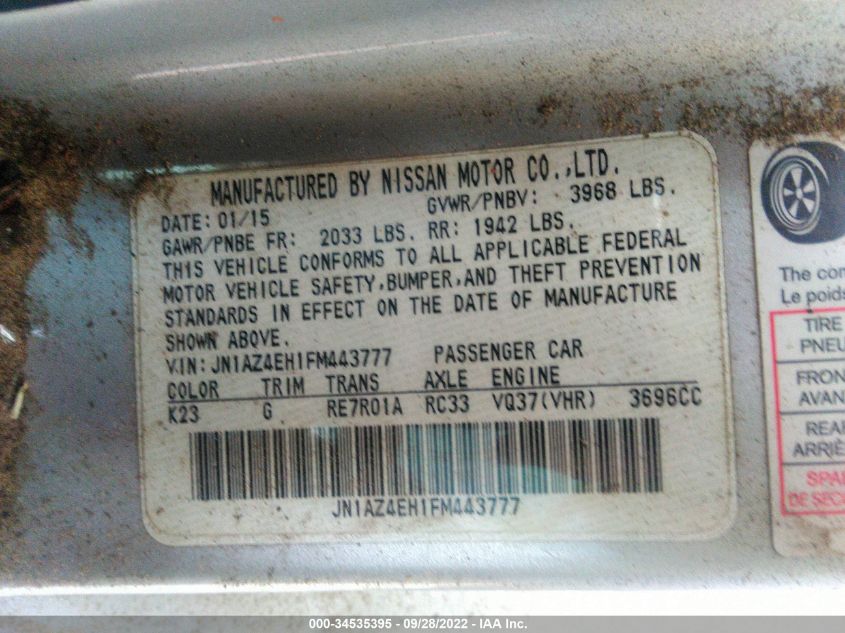 MANUFACTURED BY NISSAN MOTOR CO.,LTD.
DATE: 01/15 GVWR/PNBV: 3968 LBS.
GAWR/PNBE FR: 2033 LBS. RR: 1942 LBS.
THIS VEHICLE CONFORMS TO ALL APPLICABLE FEDERAL
MOTOR VEHICLE SAFETY,BUMPER,AND THEFT PREVENTION
STANDARDS IN EFFECT ON THE DATE OF MANUFACTURE
SHOWN ABOVE.
VIN: JN1AZ4EH1FM443777 PASSENGER CAR
COLOR TRIM TRANS AXLE ENGINE
K23 G RE7R01A RC33 VQ37(VHR) 3696CC
JN1AZ4EH1FM443777
The com
Le poids
TIRE
PNEU
FRON
AVAN
REAR
ARRIÈ
SPAR
DE SECO
000-34535395 - 09/28/2022 - IAA Inc.